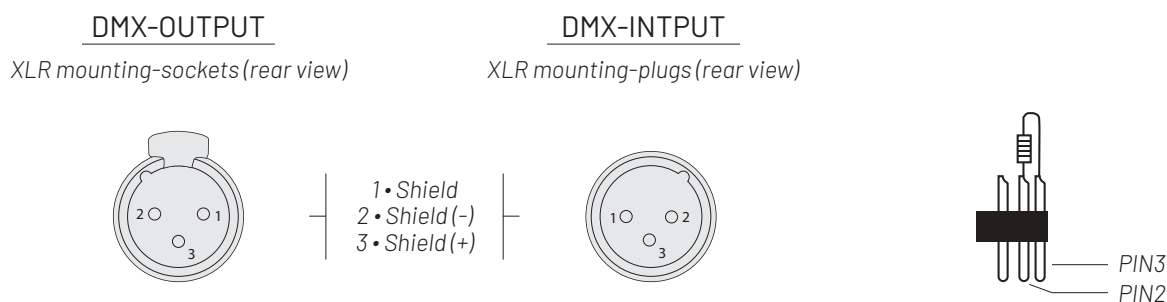 DMX-OUTPUT
XLR mounting-sockets (rear view)
2
1
3
1 • Shield
2 • Shield (-)
3 • Shield (+)
DMX-INTPUT
XLR mounting-plugs (rear view)
1
2
3
PIN3
PIN2